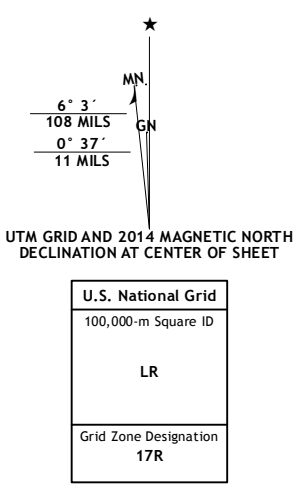 ★
MN
GN
6° 3´
108 MILS
0° 37´
11 MILS
UTM GRID AND 2014 MAGNETIC NORTH
DECLINATION AT CENTER OF SHEET
U.S. National Grid
100,000-m Square ID
LR
Grid Zone Designation
17R